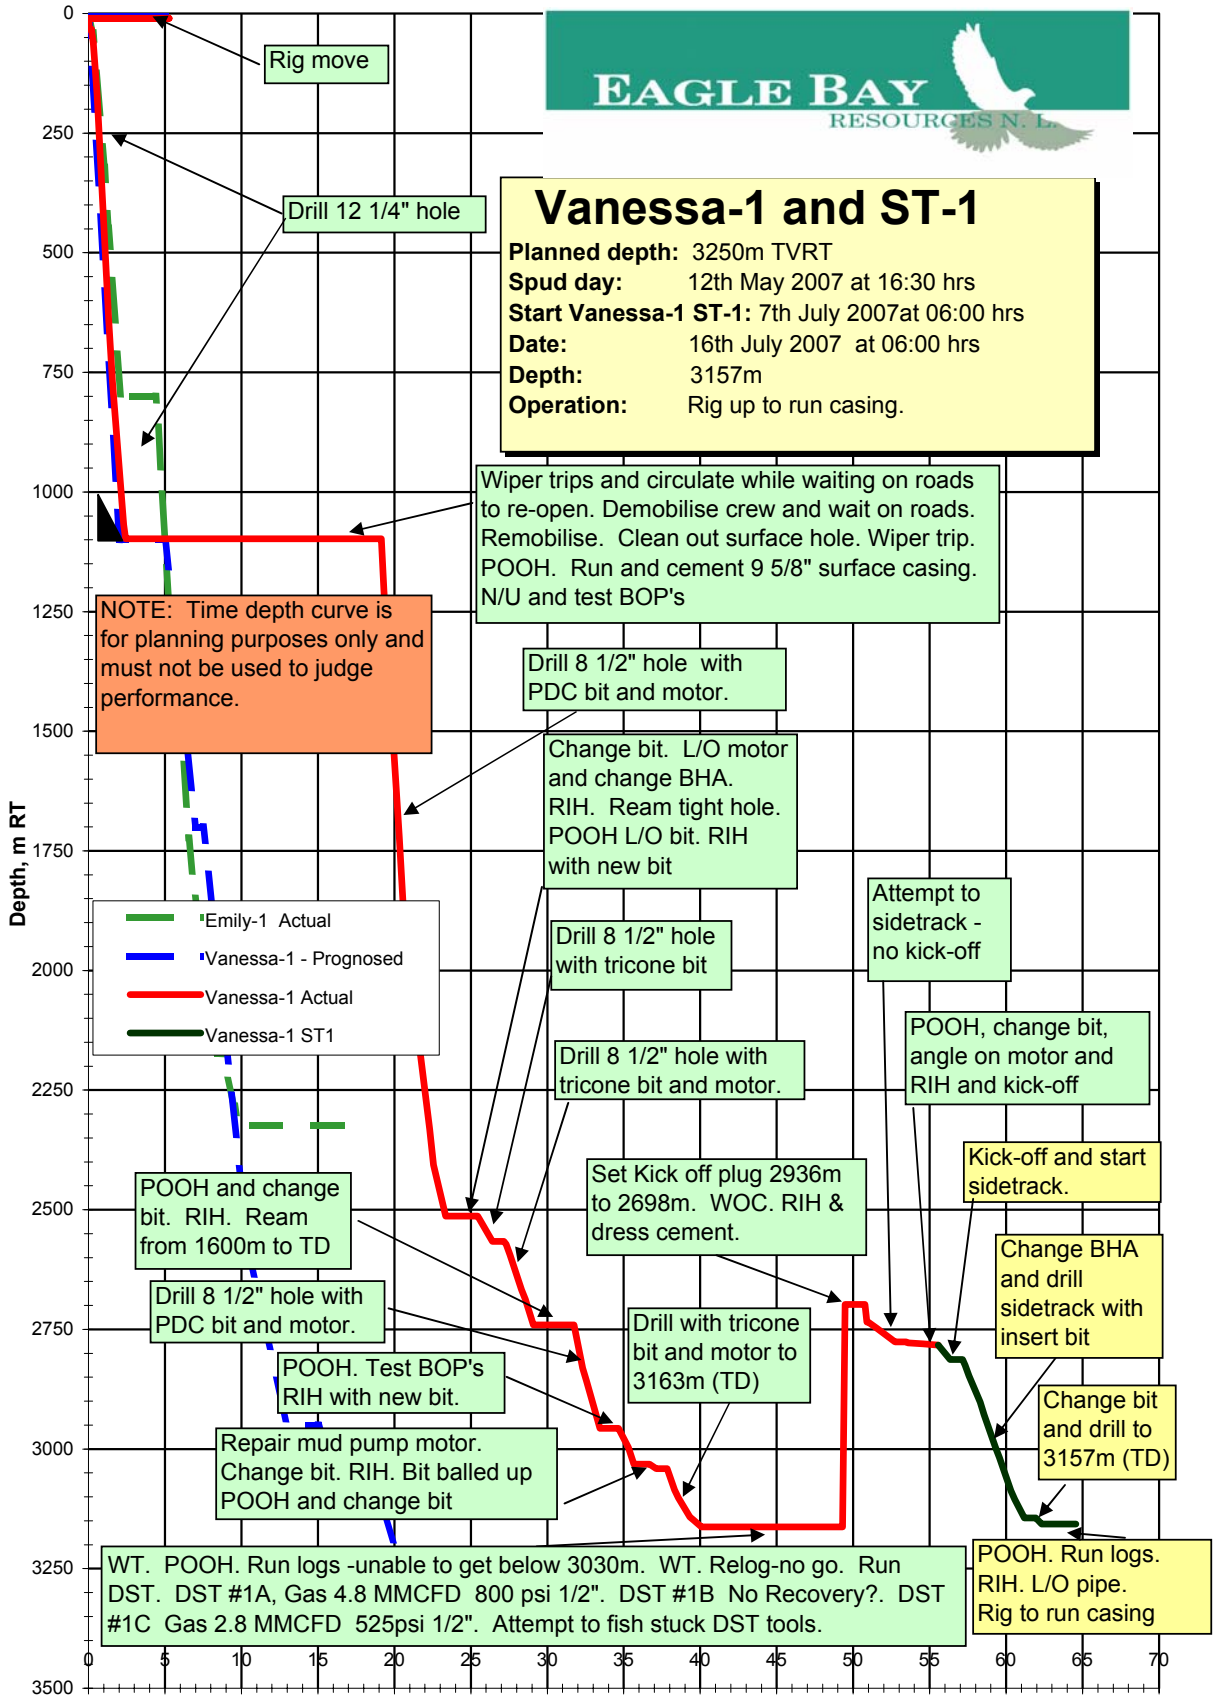 EAGLE BAY
RESOURCES N. L.
Vanessa-1 and ST-1
Planned depth: 3250m TVRT
Spud day: 12th May 2007 at 16:30 hrs
Start Vanessa-1 ST-1: 7th July 2007at 06:00 hrs
Date: 16th July 2007 at 06:00 hrs
Depth: 3157m
Operation: Rig up to run casing.
Rig move
Drill 12 1/4" hole
Wiper trips and circulate while waiting on roads
to re-open. Demobilise crew and wait on roads.
Remobilise. Clean out surface hole. Wiper trip.
POOH. Run and cement 9 5/8" surface casing.
N/U and test BOP's
NOTE: Time depth curve is
for planning purposes only and
must not be used to judge
performance.
Drill 8 1/2" hole with
PDC bit and motor.
Change bit. L/O motor
and change BHA.
RIH. Ream tight hole.
POOH L/O bit. RIH
with new bit
Attempt to
sidetrack -
no kick-off
Drill 8 1/2" hole
with tricone bit
Emily-1 Actual
Vanessa-1 - Prognosed
Vanessa-1 Actual
Vanessa-1 ST1
POOH, change bit,
angle on motor and
RIH and kick-off
Drill 8 1/2" hole with
tricone bit and motor.
Kick-off and start
sidetrack.
Set Kick off plug 2936m
to 2698m. WOC. RIH &
dress cement.
POOH and change
bit. RIH. Ream
from 1600m to TD
Change BHA
and drill
sidetrack with
insert bit
Drill 8 1/2" hole with
PDC bit and motor.
Drill with tricone
bit and motor to
3163m (TD)
POOH. Test BOP's
RIH with new bit.
Change bit
and drill to
3157m (TD)
Repair mud pump motor.
Change bit. RIH. Bit balled up
POOH and change bit
WT. POOH. Run logs -unable to get below 3030m. WT. Relog-no go. Run
DST. DST #1A, Gas 4.8 MMCFD 800 psi 1/2". DST #1B No Recovery?. DST
#1C Gas 2.8 MMCFD 525psi 1/2". Attempt to fish stuck DST tools.
POOH. Run logs.
RIH. L/O pipe.
Rig to run casing
Depth, m RT
0
250
500
750
1000
1250
1500
1750
2000
2250
2500
2750
3000
3250
3500
0 5 10 15 20 25 30 35 40 45 50 55 60 65 70